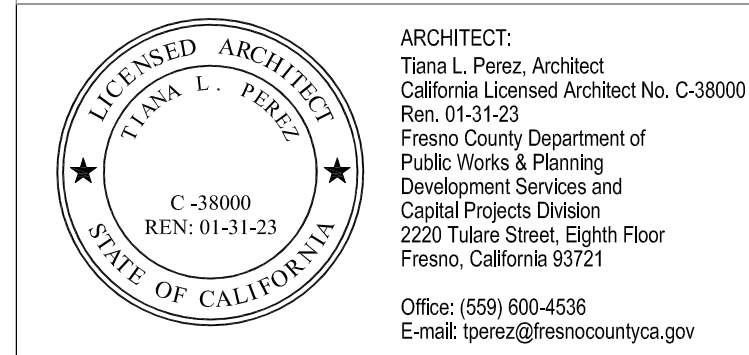 LICENSED ARCHITECT
TIANA L. PEREZ
C -38000
REN: 01-31-23
STATE OF CALIFORNIA
ARCHITECT:
Tiana L. Perez, Architect
California Licensed Architect No. C-38000
Ren. 01-31-23
Fresno County Department of
Public Works & Planning
Development Services and
Capital Projects Division
2220 Tulare Street, Eighth Floor
Fresno, California 93721
Office: (559) 600-4536
E-mail: tperez@fresnocountyca.gov